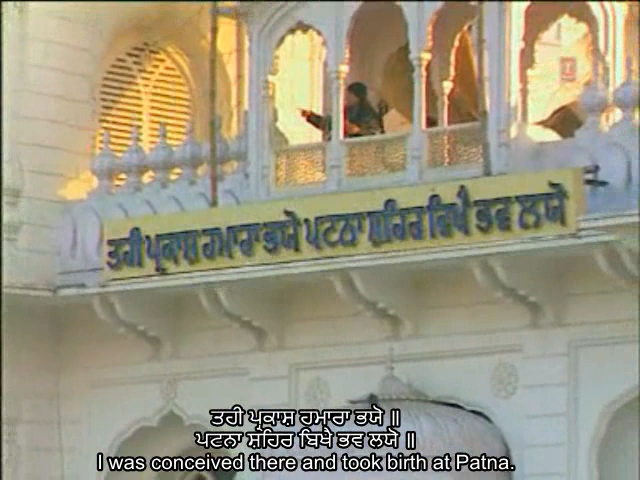 ਤਹੀ ਪ੍ਰਕਾਸ਼ ਹਮਾਰਾ ਭਯੋ ਪਟਨਾ ਸ਼ਹਿਰ ਵਿਖੈ ਭਵ ਲਯੋ
ਤਹੀ ਪ੍ਰਕਾਸ਼ ਹਮਾਰਾ ਭਯੋ ॥
ਪਟਨਾ ਸ਼ਹਿਰ ਬਿਖੈ ਭਵ ਲਯੋ ॥
I was conceived there and took birth at Patna.